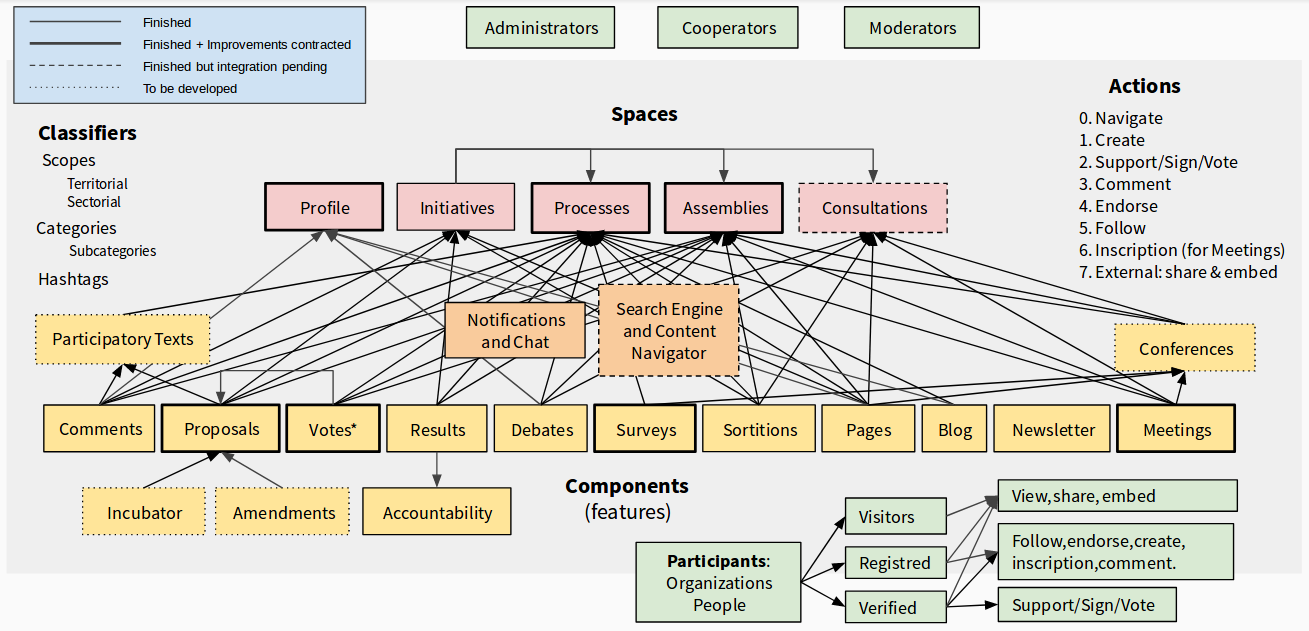 Finished
Finished + Improvements contracted
Finished but integration pending
To be developed
Administrators
Cooperators
Moderators
Classifiers
Scopes
Territorial
Sectorial
Categories
Subcategories
Hashtags
Spaces
Actions
0. Navigate
1. Create
2. Support/Sign/Vote
3. Comment
4. Endorse
5. Follow
6. Inscription (for Meetings)
7. External: share & embed
Profile
Initiatives
Processes
Assemblies
Consultations
Participatory Texts
Notifications
and Chat
Search Engine
and Content
Navigator
Conferences
Comments
Proposals
Votes*
Results
Debates
Surveys
Sortitions
Pages
Blog
Newsletter
Meetings
Incubator
Amendments
Accountability
Components
(features)
Participants:
Organizations
People
Visitors
Registred
Verified
View,share, embed
Follow,endorse,create,
inscription,comment.
Support/Sign/Vote